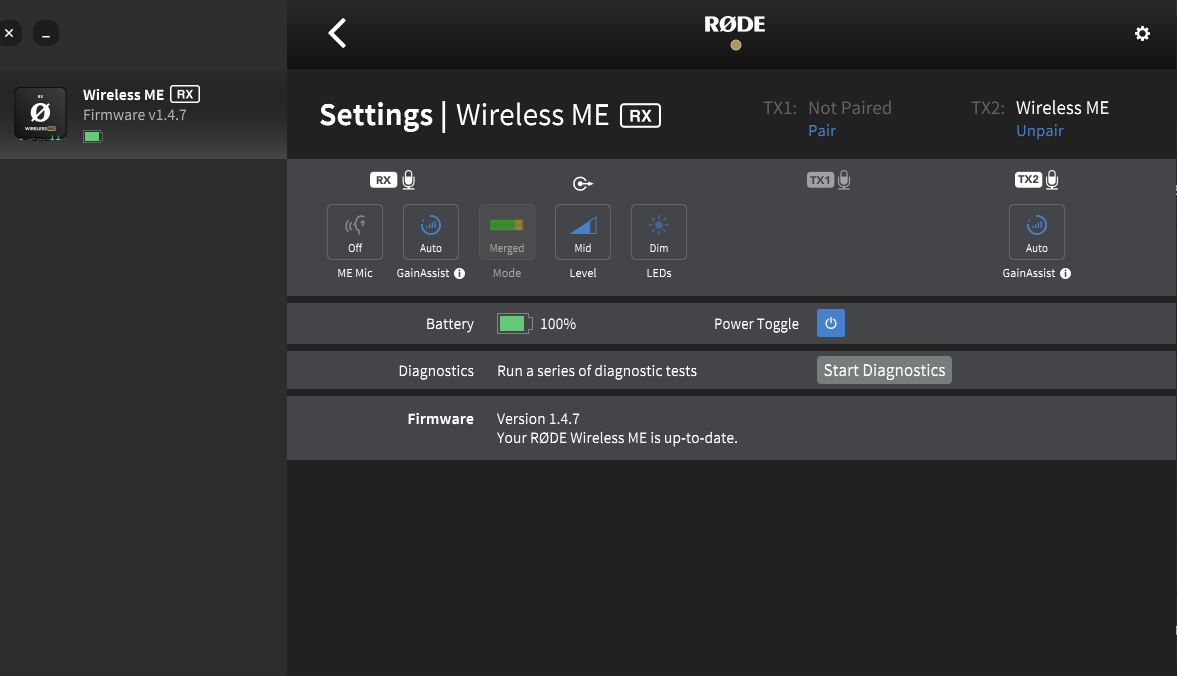 RØDE
RX
Ø
WIRELESS ME
Wireless ME RX
Firmware v1.4.7
Settings | Wireless ME RX
TX1: Not Paired
Pair
TX2: Wireless ME
Unpair
RX
TX1
TX2
Off
Auto
Merged
Mid
Dim
Auto
ME Mic
GainAssist
Mode
Level
LEDs
GainAssist
Battery
100%
Power Toggle
Diagnostics
Run a series of diagnostic tests
Start Diagnostics
Firmware
Version 1.4.7
Your RØDE Wireless ME is up-to-date.